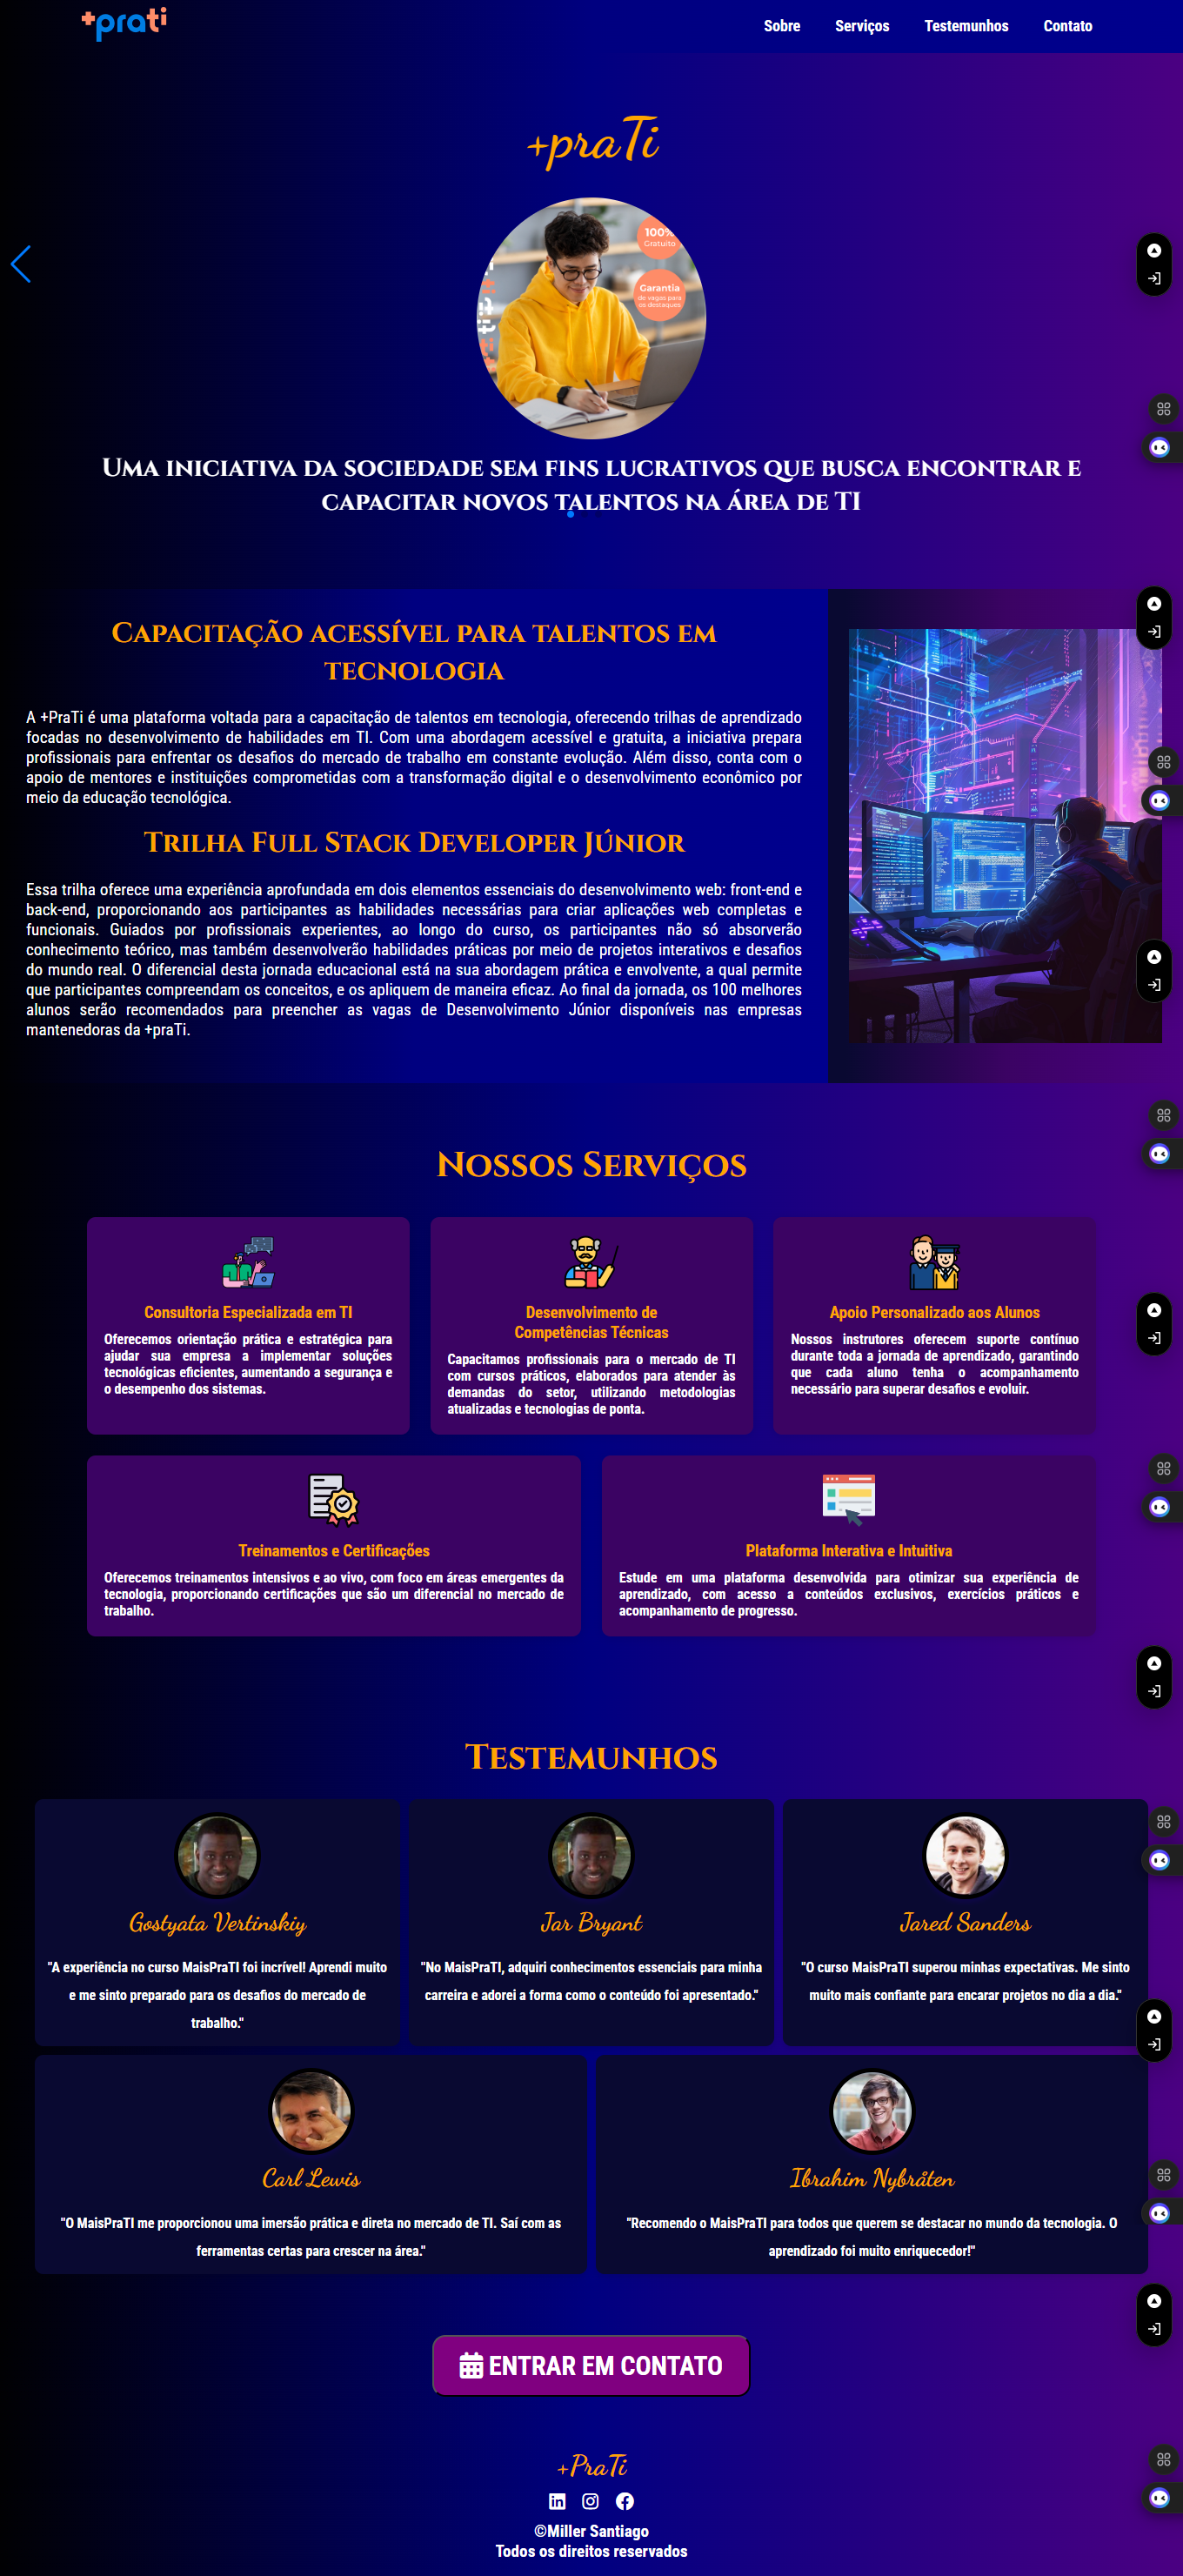 +prati
Sobre Serviços Testemunhos Contato
+praTi
100%
Gratuito
Garantia
de vagas para
os destaques
Uma iniciativa da sociedade sem fins lucrativos que busca encontrar e
capacitar novos talentos na área de TI
Capacitação acessível para talentos em
tecnologia
A +PraTi é uma plataforma voltada para a capacitação de talentos em tecnologia, oferecendo trilhas de aprendizado
focadas no desenvolvimento de habilidades em TI. Com uma abordagem acessível e gratuita, a iniciativa prepara
profissionais para enfrentar os desafios do mercado de trabalho em constante evolução. Além disso, conta com o
apoio de mentores e instituições comprometidas com a transformação digital e o desenvolvimento econômico por
meio da educação tecnológica.
Trilha Full Stack Developer Júnior
Essa trilha oferece uma experiência aprofundada em dois elementos essenciais do desenvolvimento web: front-end e
back-end, proporcionando aos participantes as habilidades necessárias para criar aplicações web completas e
funcionais. Guiados por profissionais experientes, ao longo do curso, os participantes não só absorverão
conhecimento teórico, mas também desenvolverão habilidades práticas por meio de projetos interativos e desafios
do mundo real. O diferencial desta jornada educacional está na sua abordagem prática e envolvente, a qual permite
que participantes compreendam os conceitos, e os apliquem de maneira eficaz. Ao final da jornada, os 100 melhores
alunos serão recomendados para preencher as vagas de Desenvolvimento Júnior disponíveis nas empresas
mantenedoras da +praTi.
Nossos Serviços
Consultoria Especializada em TI
Oferecemos orientação prática e estratégica para
ajudar sua empresa a implementar soluções
tecnológicas eficientes, aumentando a segurança e
o desempenho dos sistemas.
Desenvolvimento de
Competências Técnicas
Capacitamos profissionais para o mercado de TI
com cursos práticos, elaborados para atender às
demandas do setor, utilizando metodologias
atualizadas e tecnologias de ponta.
Apoio Personalizado aos Alunos
Nossos instrutores oferecem suporte contínuo
durante toda a jornada de aprendizado, garantindo
que cada aluno tenha o acompanhamento
necessário para superar desafios e evoluir.
Treinamentos e Certificações
Oferecemos treinamentos intensivos e ao vivo, com foco em áreas emergentes da
tecnologia, proporcionando certificações que são um diferencial no mercado de
trabalho.
Plataforma Interativa e Intuitiva
Estude em uma plataforma desenvolvida para otimizar sua experiência de
aprendizado, com acesso a conteúdos exclusivos, exercícios práticos e
acompanhamento de progresso.
Testemunhos
Gostyata Vertinskiy
"A experiência no curso MaisPraTI foi incrível! Aprendi muito
e me sinto preparado para os desafios do mercado de
trabalho."
Jar Bryant
"No MaisPraTI, adquiri conhecimentos essenciais para minha
carreira e adorei a forma como o conteúdo foi apresentado."
Jared Sanders
"O curso MaisPraTI superou minhas expectativas. Me sinto
muito mais confiante para encarar projetos no dia a dia."
Carl Lewis
"O MaisPraTI me proporcionou uma imersão prática e direta no mercado de TI. Saí com as
ferramentas certas para crescer na área."
Ibrahim Nybråten
"Recomendo o MaisPraTI para todos que querem se destacar no mundo da tecnologia. O
aprendizado foi muito enriquecedor!"
ENTRAR EM CONTATO
+PraTi
©Miller Santiago
Todos os direitos reservados